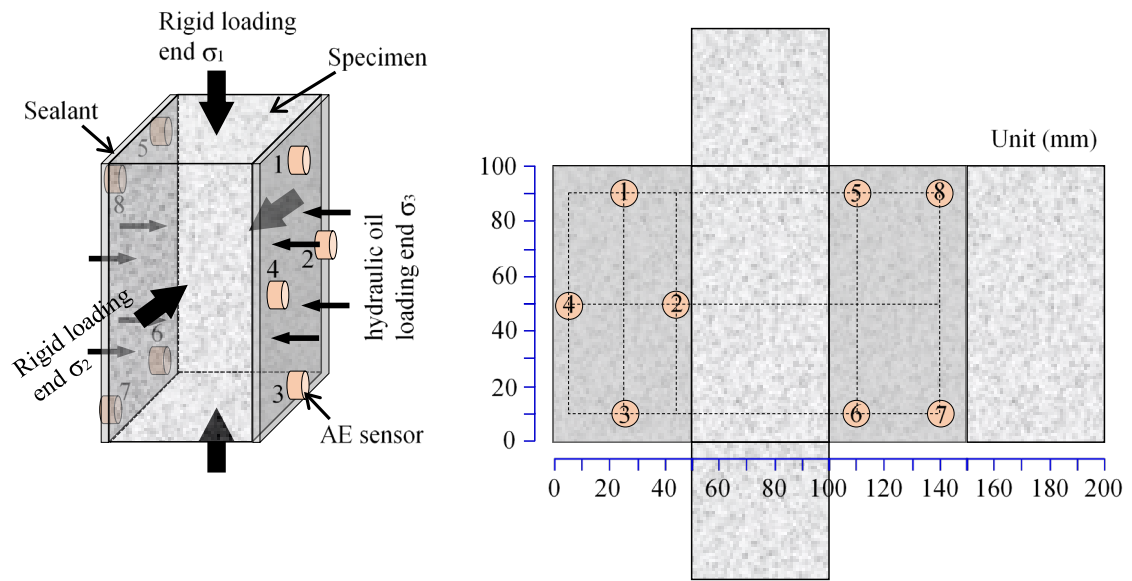 Rigid loading
end σ1
Specimen
Sealant
5
1
8
2
4
hydraulic oil
loading end σ3
Rigid loading
end σ2
6
7
3
AE sensor
Unit (mm)
100
80
60
40
20
0
1
5
8
4
2
3
6
7
0 20 40 60 80 100 120 140 160 180 200